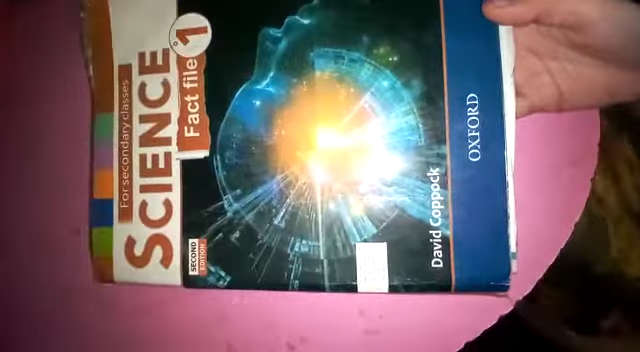 For secondary classes
SCIENCE
Fact file 1
SECOND
EDITION
David Coppock
OXFORD